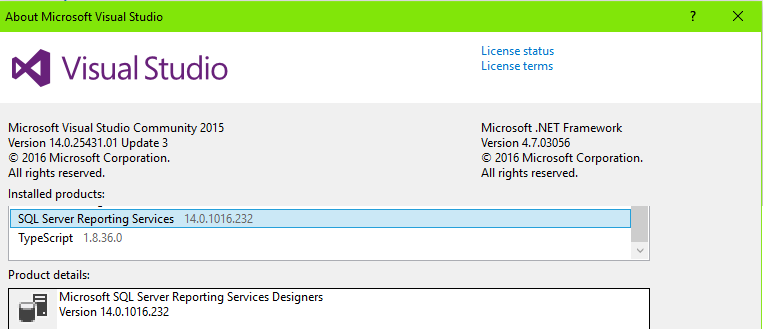 About Microsoft Visual Studio
?
Visual Studio
License status
License terms
Microsoft Visual Studio Community 2015
Version 14.0.25431.01 Update 3
© 2016 Microsoft Corporation.
All rights reserved.
Microsoft .NET Framework
Version 4.7.03056
© 2016 Microsoft Corporation.
All rights reserved.
Installed products:
SQL Server Reporting Services 14.0.1016.232
TypeScript 1.8.36.0
Product details:
Microsoft SQL Server Reporting Services Designers
Version 14.0.1016.232